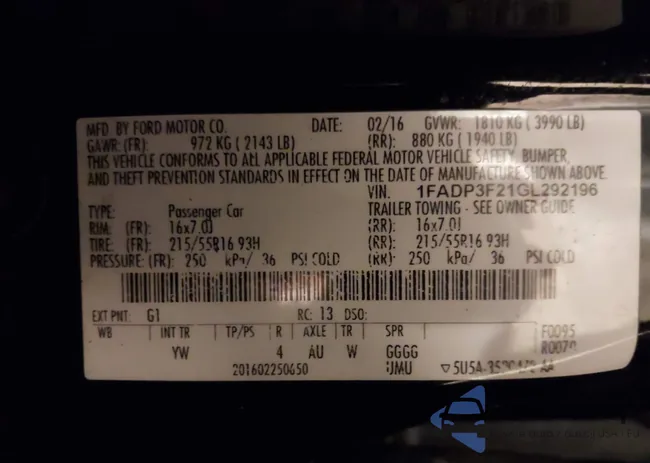 MFD. BY FORD MOTOR CO. DATE: 02/16 GVWR: 1810 KG ( 3990 LB)
GAWR: (FR): 972 KG ( 2143 LB) (RR): 880 KG ( 1940 LB)
THIS VEHICLE CONFORMS TO ALL APPLICABLE FEDERAL MOTOR VEHICLE SAFETY, BUMPER,
AND THEFT PREVENTION STANDARDS IN EFFECT ON THE DATE OF MANUFACTURE SHOWN ABOVE.
VIN: 1FADP3F21GL292196
TYPE: Passenger Car TRAILER TOWING - SEE OWNER GUIDE
RIM: (FR): 16x7.0J (RR): 16x7.0J
TIRE: (FR): 215/55R16 93H (RR): 215/55R16 93H
PRESSURE: (FR): 250 kPa/ 36 PSI COLD (RR): 250 kPa/ 36 PSI COLD
EXT PNT: G1 RC: 13 DSO:
WB INT TR TP/PS R AXLE TR SPR F0095
YW 4 AU W GGGG
201602250650 UMU